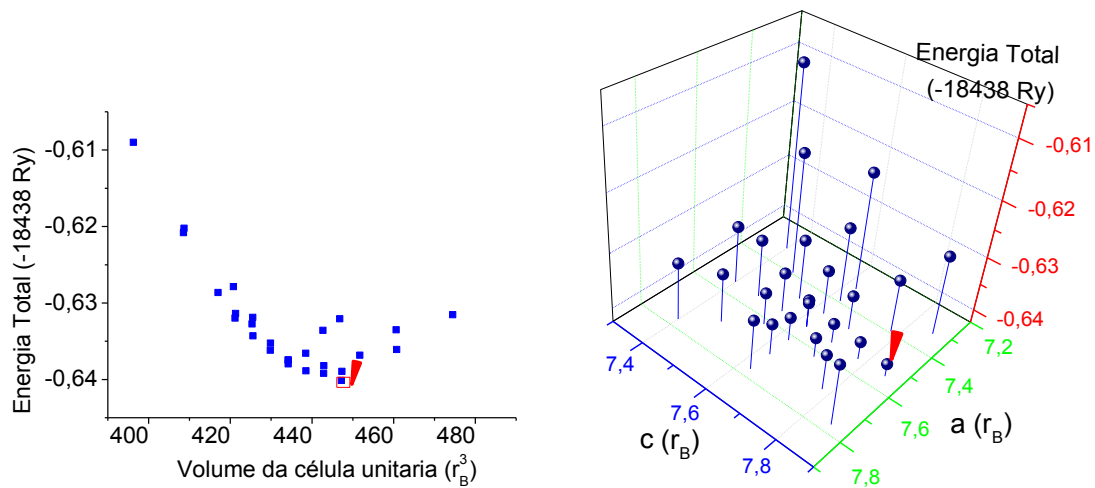 -0,61
-0,62
-0,63
-0,64
Energia Total (-18438 Ry)
400 420 440 460 480
Volume da célula unitaria (r_B^3)
Energia Total
(-18438 Ry)
-0,61
-0,62
-0,63
-0,64
7,2
7,4
7,6
7,8
a (r_B)
7,4
7,6
7,8
c (r_B)